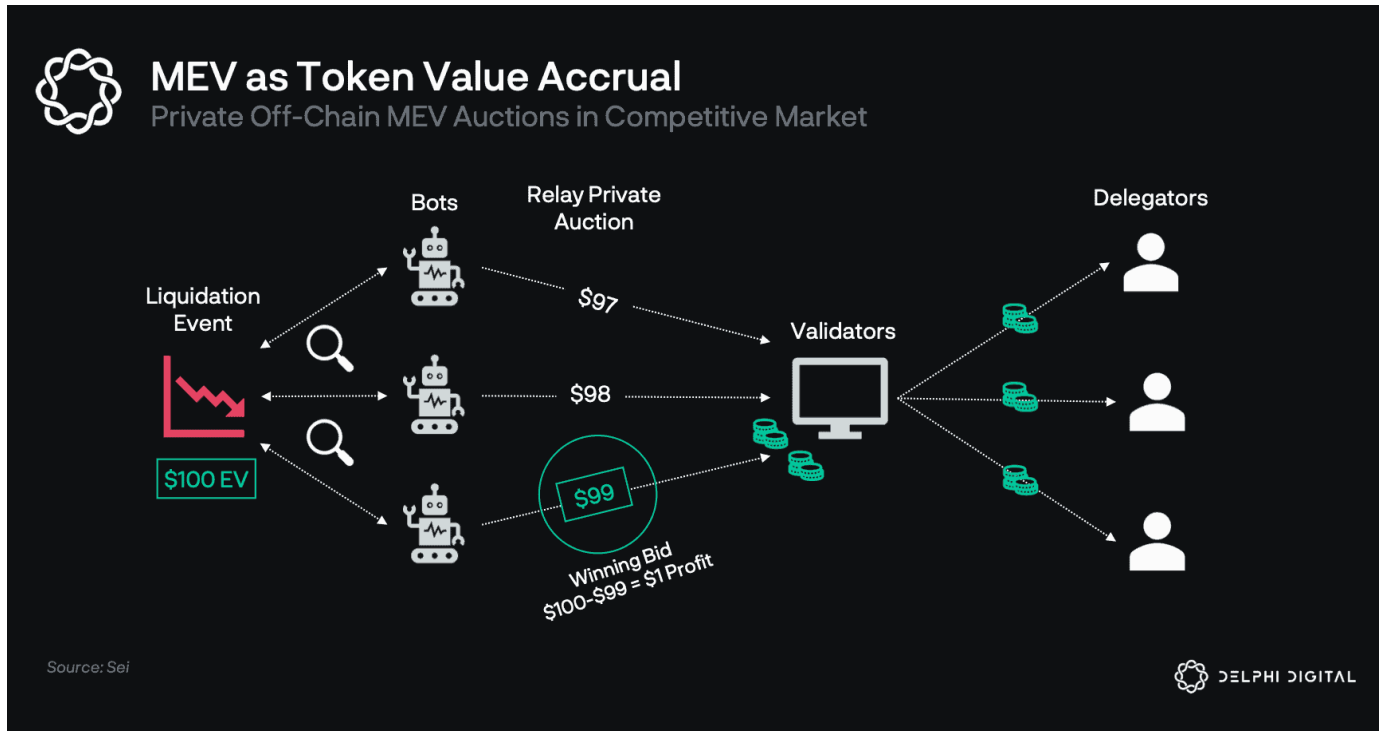 MEV as Token Value Accrual
Private Off-Chain MEV Auctions in Competitive Market
Bots
Relay Private
Auction
Delegators
Liquidation
Event
$97
Validators
$98
$100 EV
$99
Winning Bid
$100-$99 = $1 Profit
Source: Sei
DELPHI DIGITAL